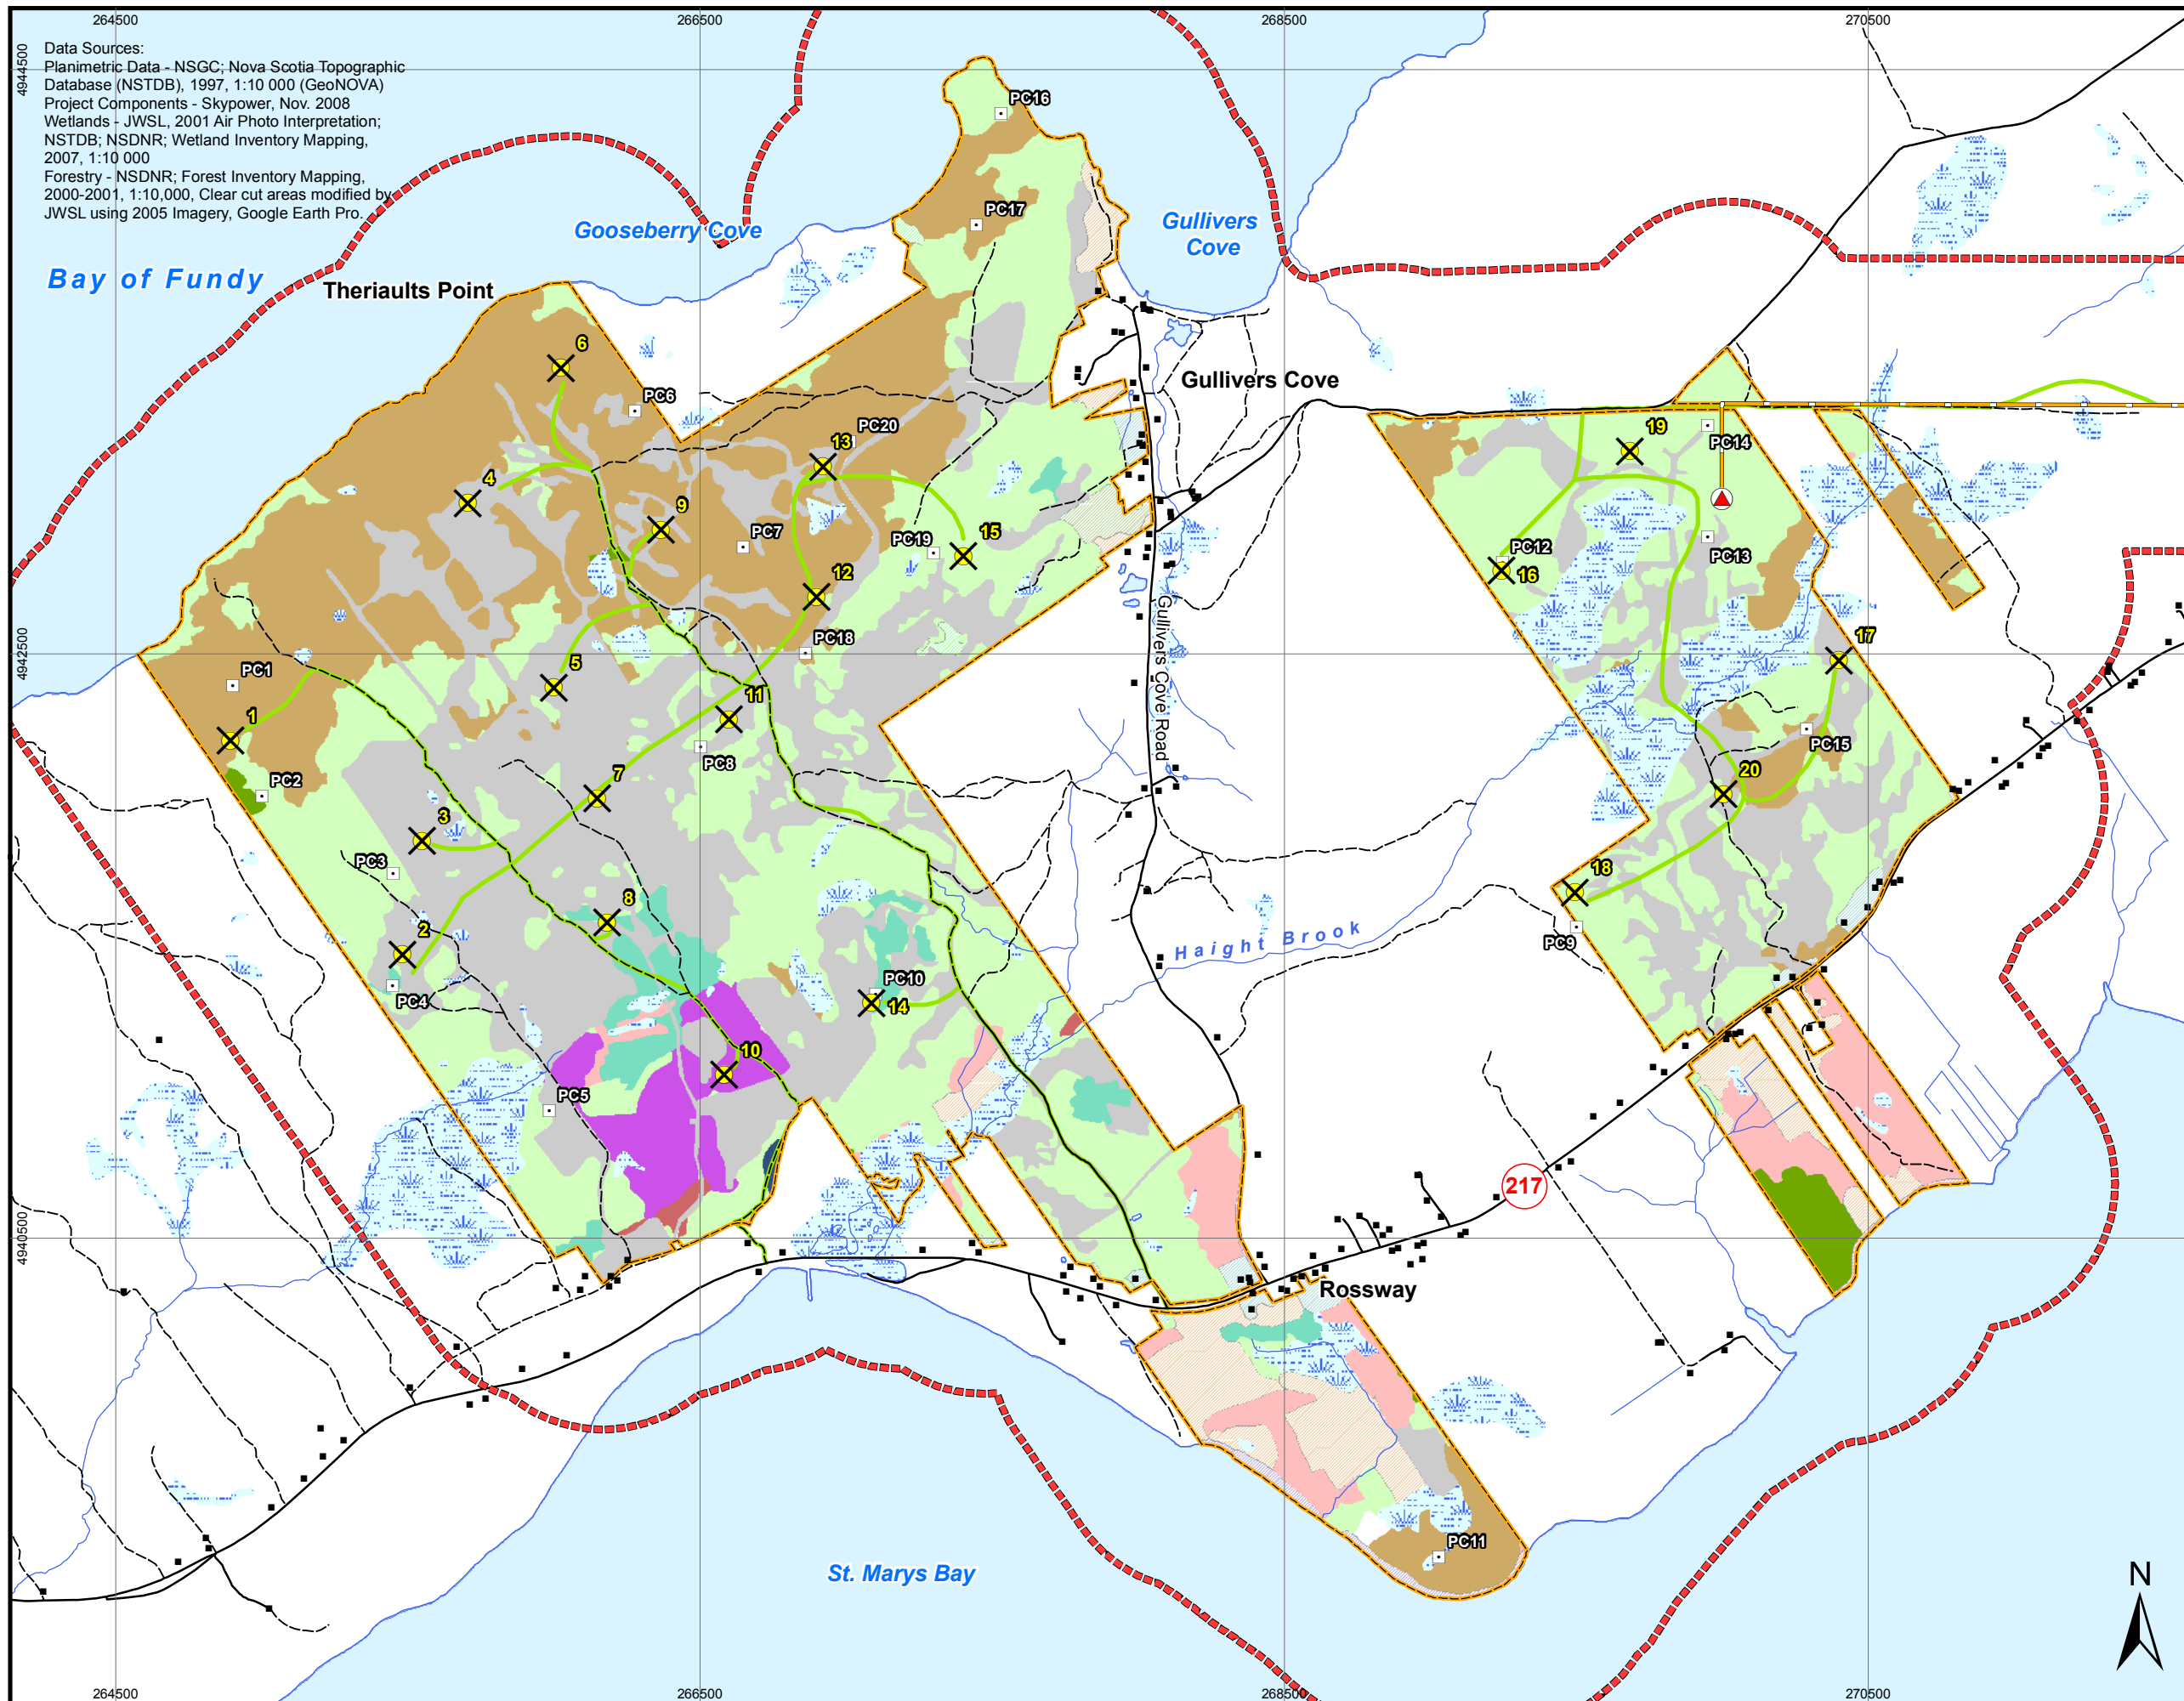 264500
266500
268500
270500
4944500
Data Sources:
Planimetric Data - NSGC; Nova Scotia Topographic
Database (NSTDB), 1997, 1:10 000 (GeoNOVA)
Project Components - Skypower, Nov. 2008
Wetlands - JWSL, 2001 Air Photo Interpretation;
NSTDB; NSDNR; Wetland Inventory Mapping,
2007, 1:10 000
Forestry - NSDNR; Forest Inventory Mapping,
2000-2001, 1:10,000, Clear cut areas modified by
JWSL using 2005 Imagery, Google Earth Pro.
PC16
PC17
Gooseberry Cove
Gullivers
Cove
Bay of Fundy
Theriaults Point
6
Gullivers Cove
PC6
PC20
13
19
PC14
4
9
PC7
PC19
15
PC12
16
PC13
12
Gullivers Cove Road
4942500
PC18
17
PC1
5
11
1
PC8
PC15
7
20
PC2
3
PC3
18
8
2
PC9
Haight Brook
PC4
PC10
14
10
PC5
217
4940500
Rossway
PC11
St. Marys Bay
N
264500
266500
268500
270500